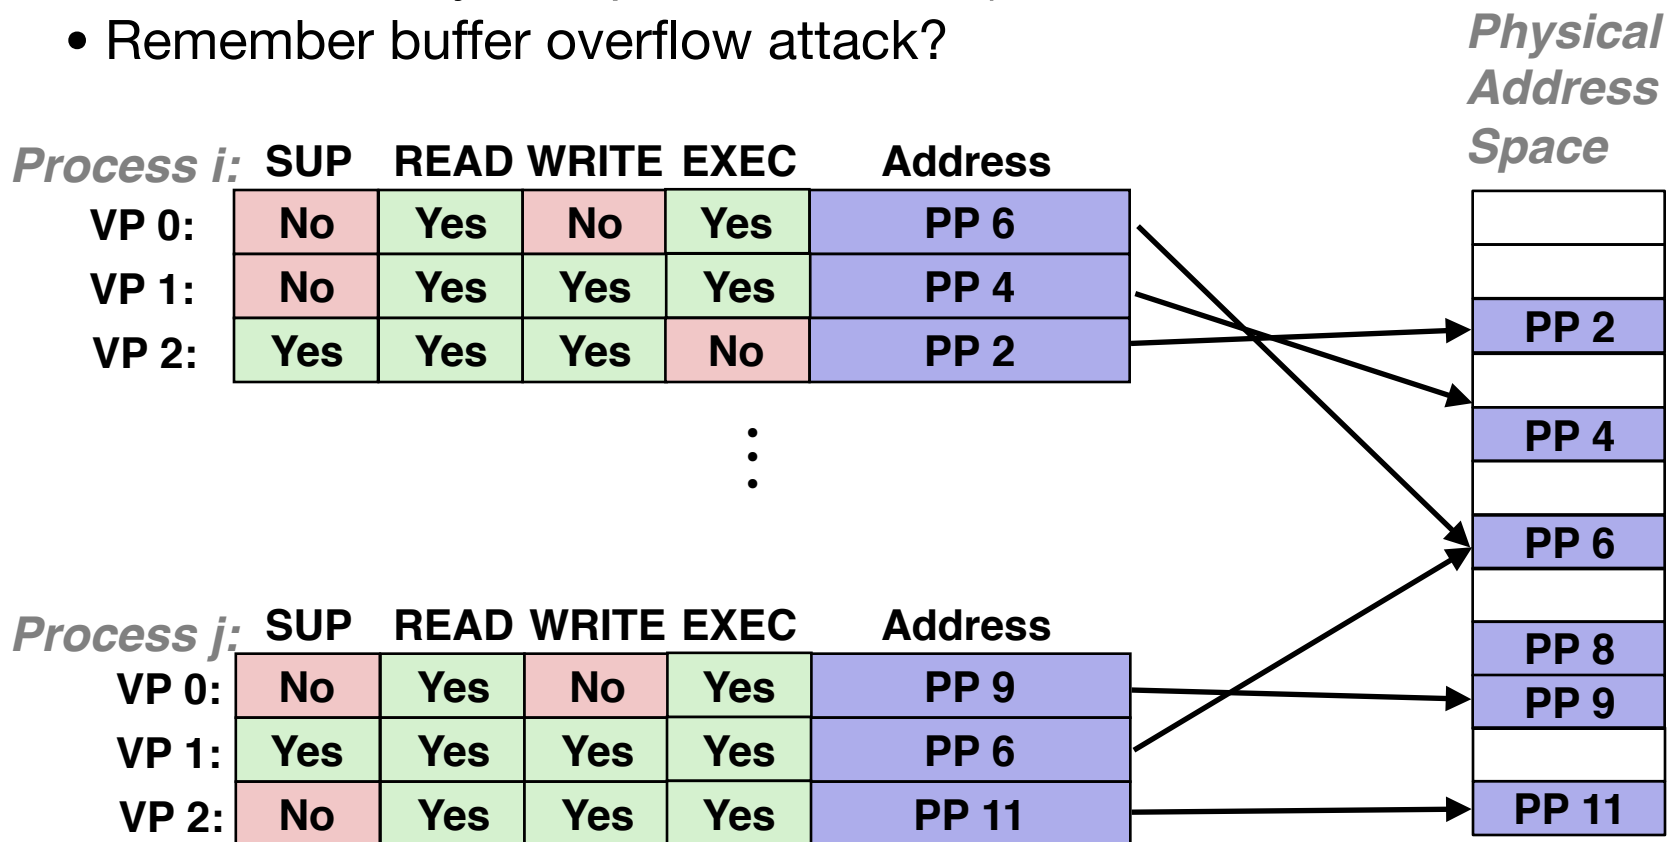 • Remember buffer overflow attack?
Physical
Address
Space
Process i: SUP READ WRITE EXEC Address
VP 0: No Yes No Yes PP 6
VP 1: No Yes Yes Yes PP 4
VP 2: Yes Yes Yes No PP 2
PP 2
PP 4
PP 6
PP 8
PP 9
PP 11
Process j: SUP READ WRITE EXEC Address
VP 0: No Yes No Yes PP 9
VP 1: Yes Yes Yes Yes PP 6
VP 2: No Yes Yes Yes PP 11